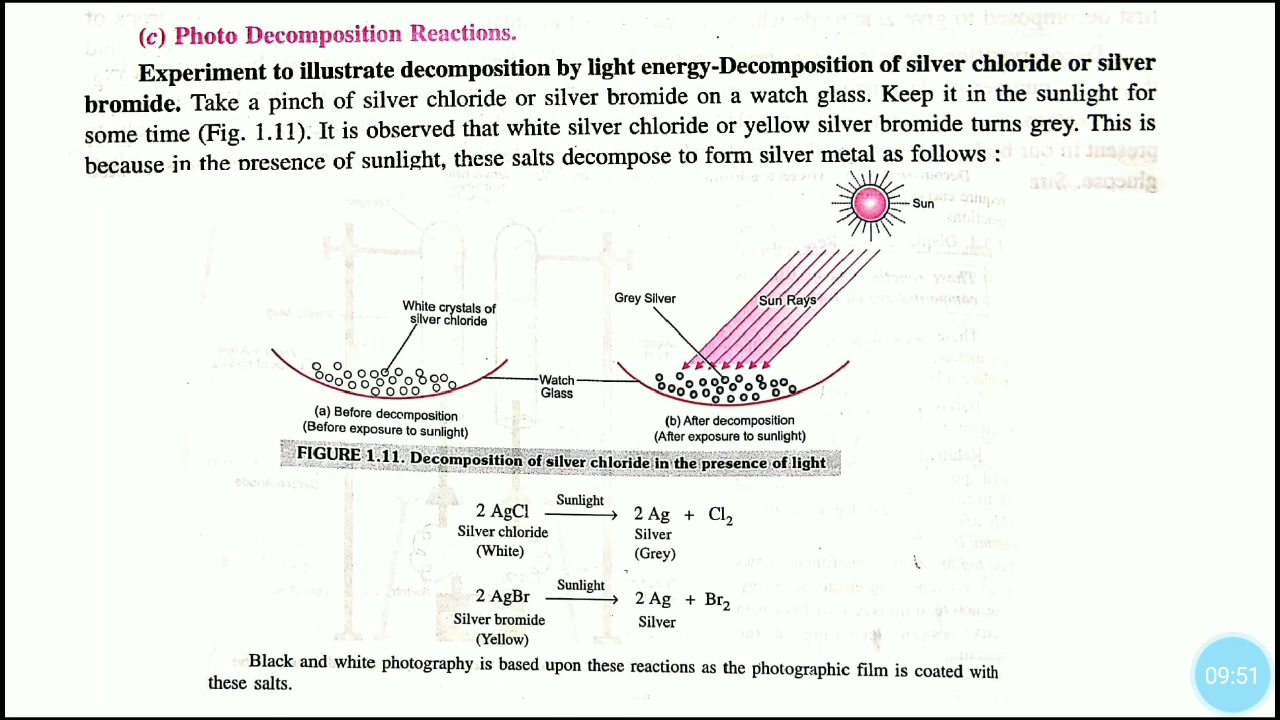 (c) Photo Decomposition Reactions.
Experiment to illustrate decomposition by light energy-Decomposition of silver chloride or silver
bromide. Take a pinch of silver chloride or silver bromide on a watch glass. Keep it in the sunlight for
some time (Fig. 1.11). It is observed that white silver chloride or yellow silver bromide turns grey. This is
because in the presence of sunlight, these salts decompose to form silver metal as follows :
Sun
Grey Silver
Sun Rays
White crystals of
silver chloride
Watch
Glass
(a) Before decomposition
(Before exposure to sunlight)
(b) After decomposition
(After exposure to sunlight)
FIGURE 1.11. Decomposition of silver chloride in the presence of light
2 AgCl Sunlight → 2 Ag + Cl₂
Silver chloride Silver
(White) (Grey)
2 AgBr Sunlight → 2 Ag + Br₂
Silver bromide Silver
(Yellow)
Black and white photography is based upon these reactions as the photographic film is coated with
these salts.
09:51